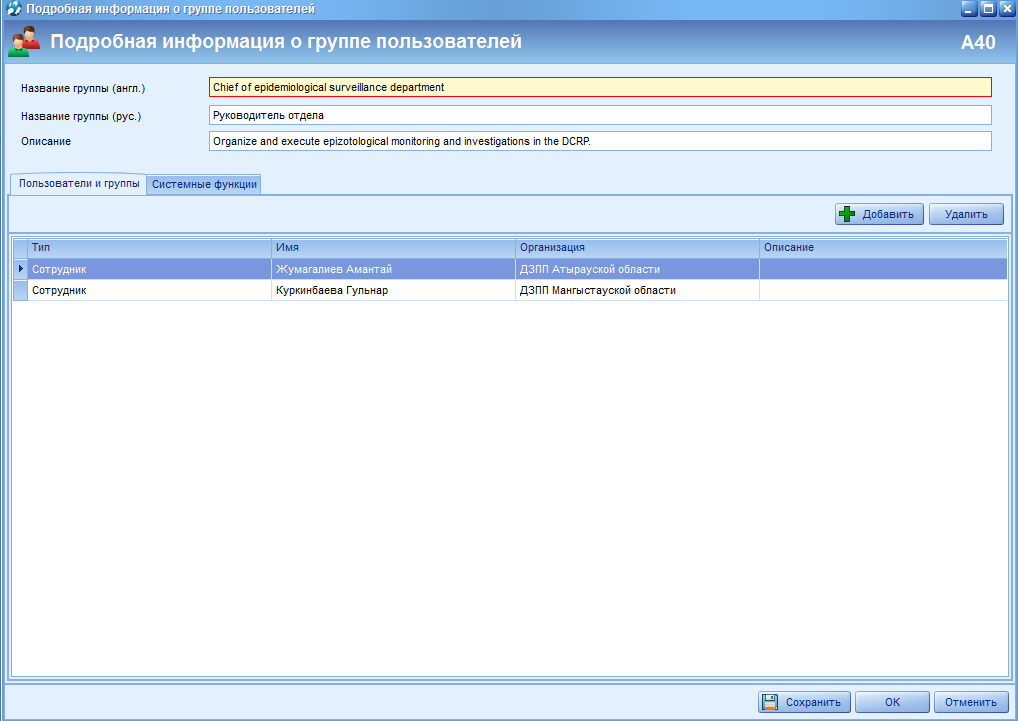 Подробная информация о группе пользователей
Подробная информация о группе пользователей A40
Название группы (англ.) Chief of epidemiological surveillance department
Название группы (рус.) Руководитель отдела
Описание Organize and execute epizotological monitoring and investigations in the DCRP.
Пользователи и группы Системные функции
Добавить Удалить
Тип Имя Организация Описание
Сотрудник Жумагалиев Амантай ДЗПП Атырауской области
Сотрудник Куркинбаева Гульнар ДЗПП Мангыстауской области
Сохранить OK Отменить